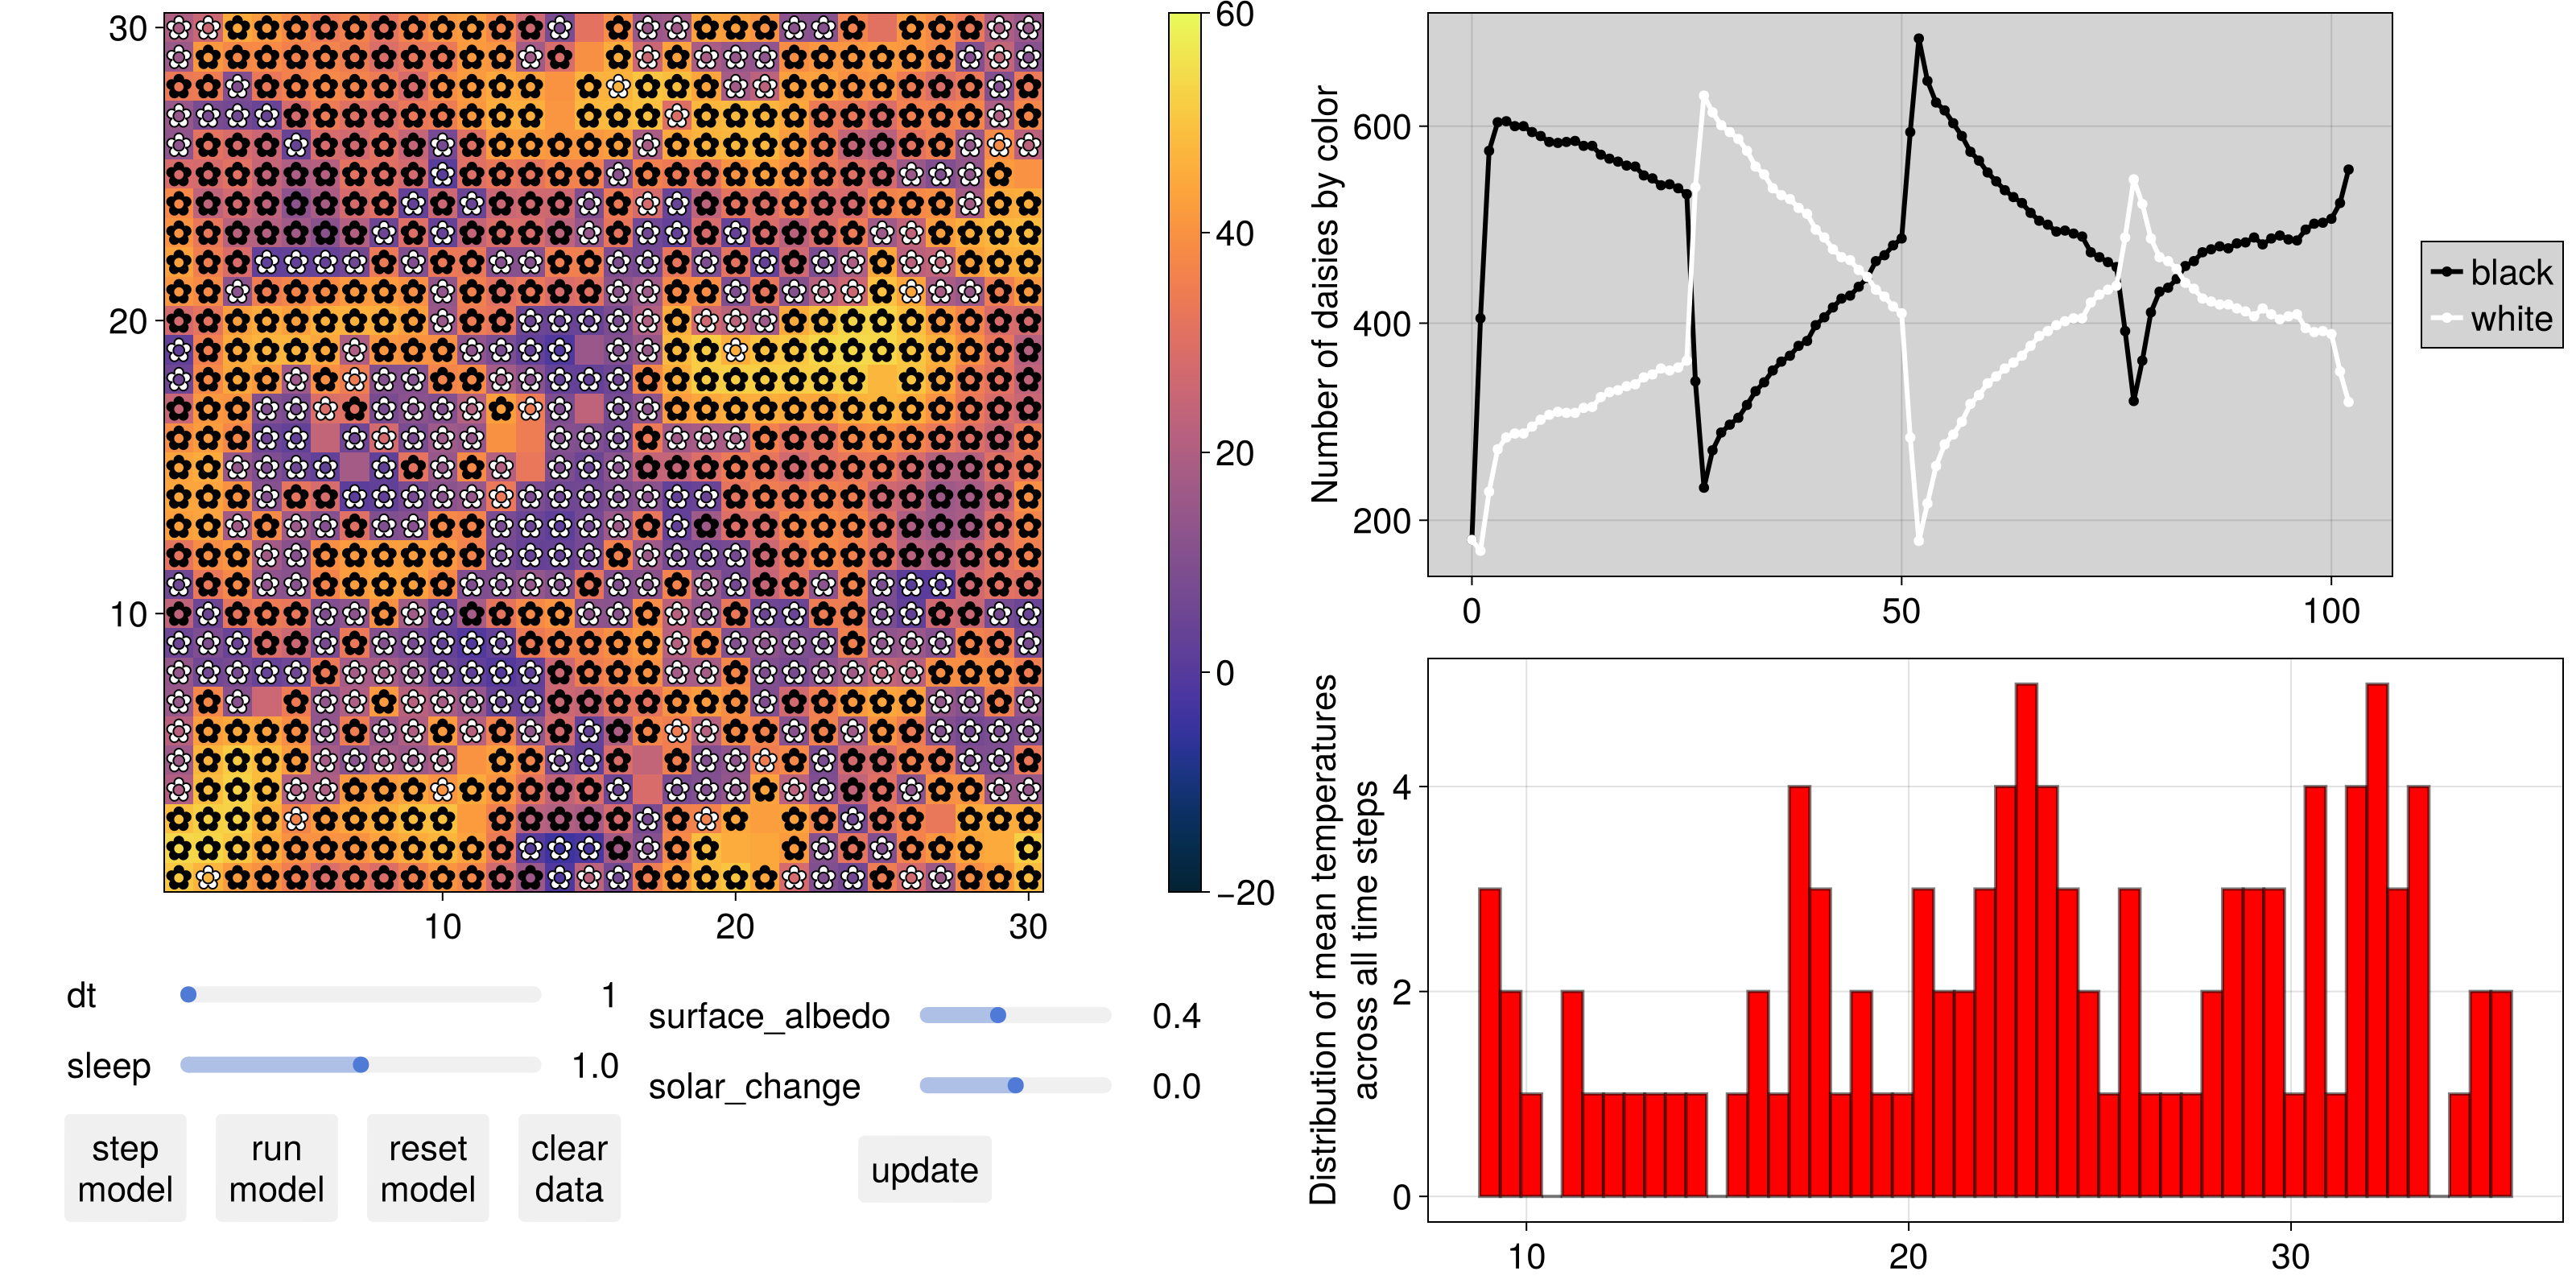 30
20
10
10
20
30
60
40
20
0
−20
Number of daisies by color
600
400
200
0
50
100
black
white
Distribution of mean temperatures
across all time steps
4
2
0
10
20
30
dt
1
sleep
1.0
surface_albedo
0.4
solar_change
0.0
step
model
run
model
reset
model
clear
data
update